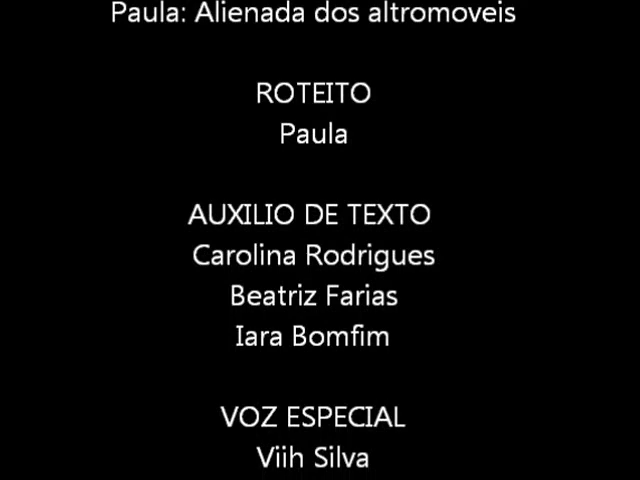 Paula: Alienada dos altromoveis
ROTEITO
Paula
AUXILIO DE TEXTO
Carolina Rodrigues
Beatriz Farias
Iara Bomfim
VOZ ESPECIAL
Viih Silva